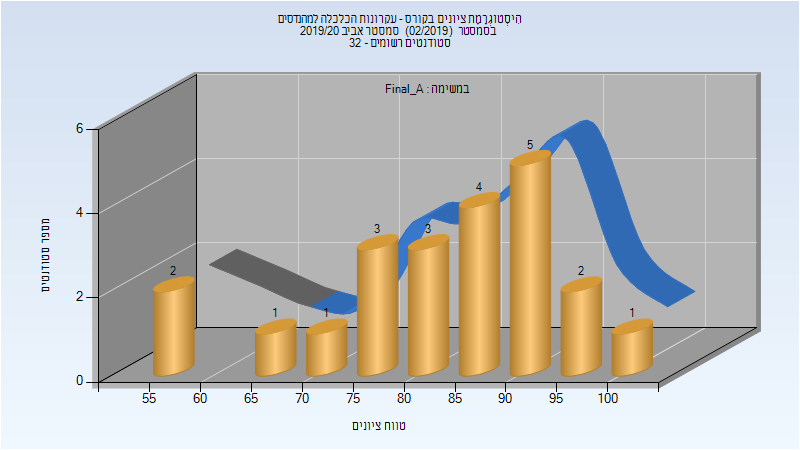 הִיסְטוֹגְרָמַת ציונים בקורס - עקרונות הכלכלה למהנדסים
בסמסטר (02/2019) סמסטר אביב 2019/20
סטודנטים רשומים - 32
במשימה : Final_A
מספר סטודנטים
6
4
2
0
2
1
1
3
3
4
5
2
1
55 60 65 70 75 80 85 90 95 100
טווח ציונים